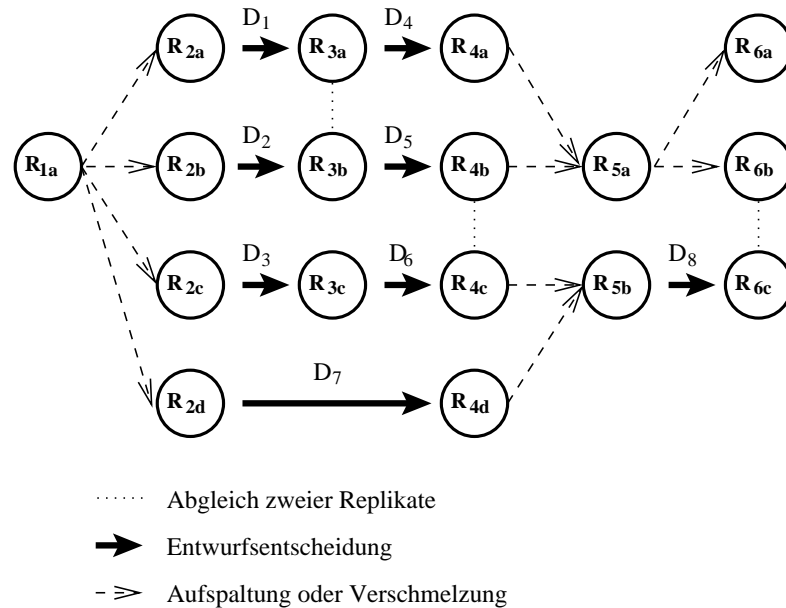 D1 D4
R2a R3a R4a R6a
D2 D5
R1a R2b R3b R4b R5a R6b
D3 D6 D8
R2c R3c R4c R5b R6c
D7
R2d R4d
Abgleich zweier Replikate
Entwurfsentscheidung
Aufspaltung oder Verschmelzung